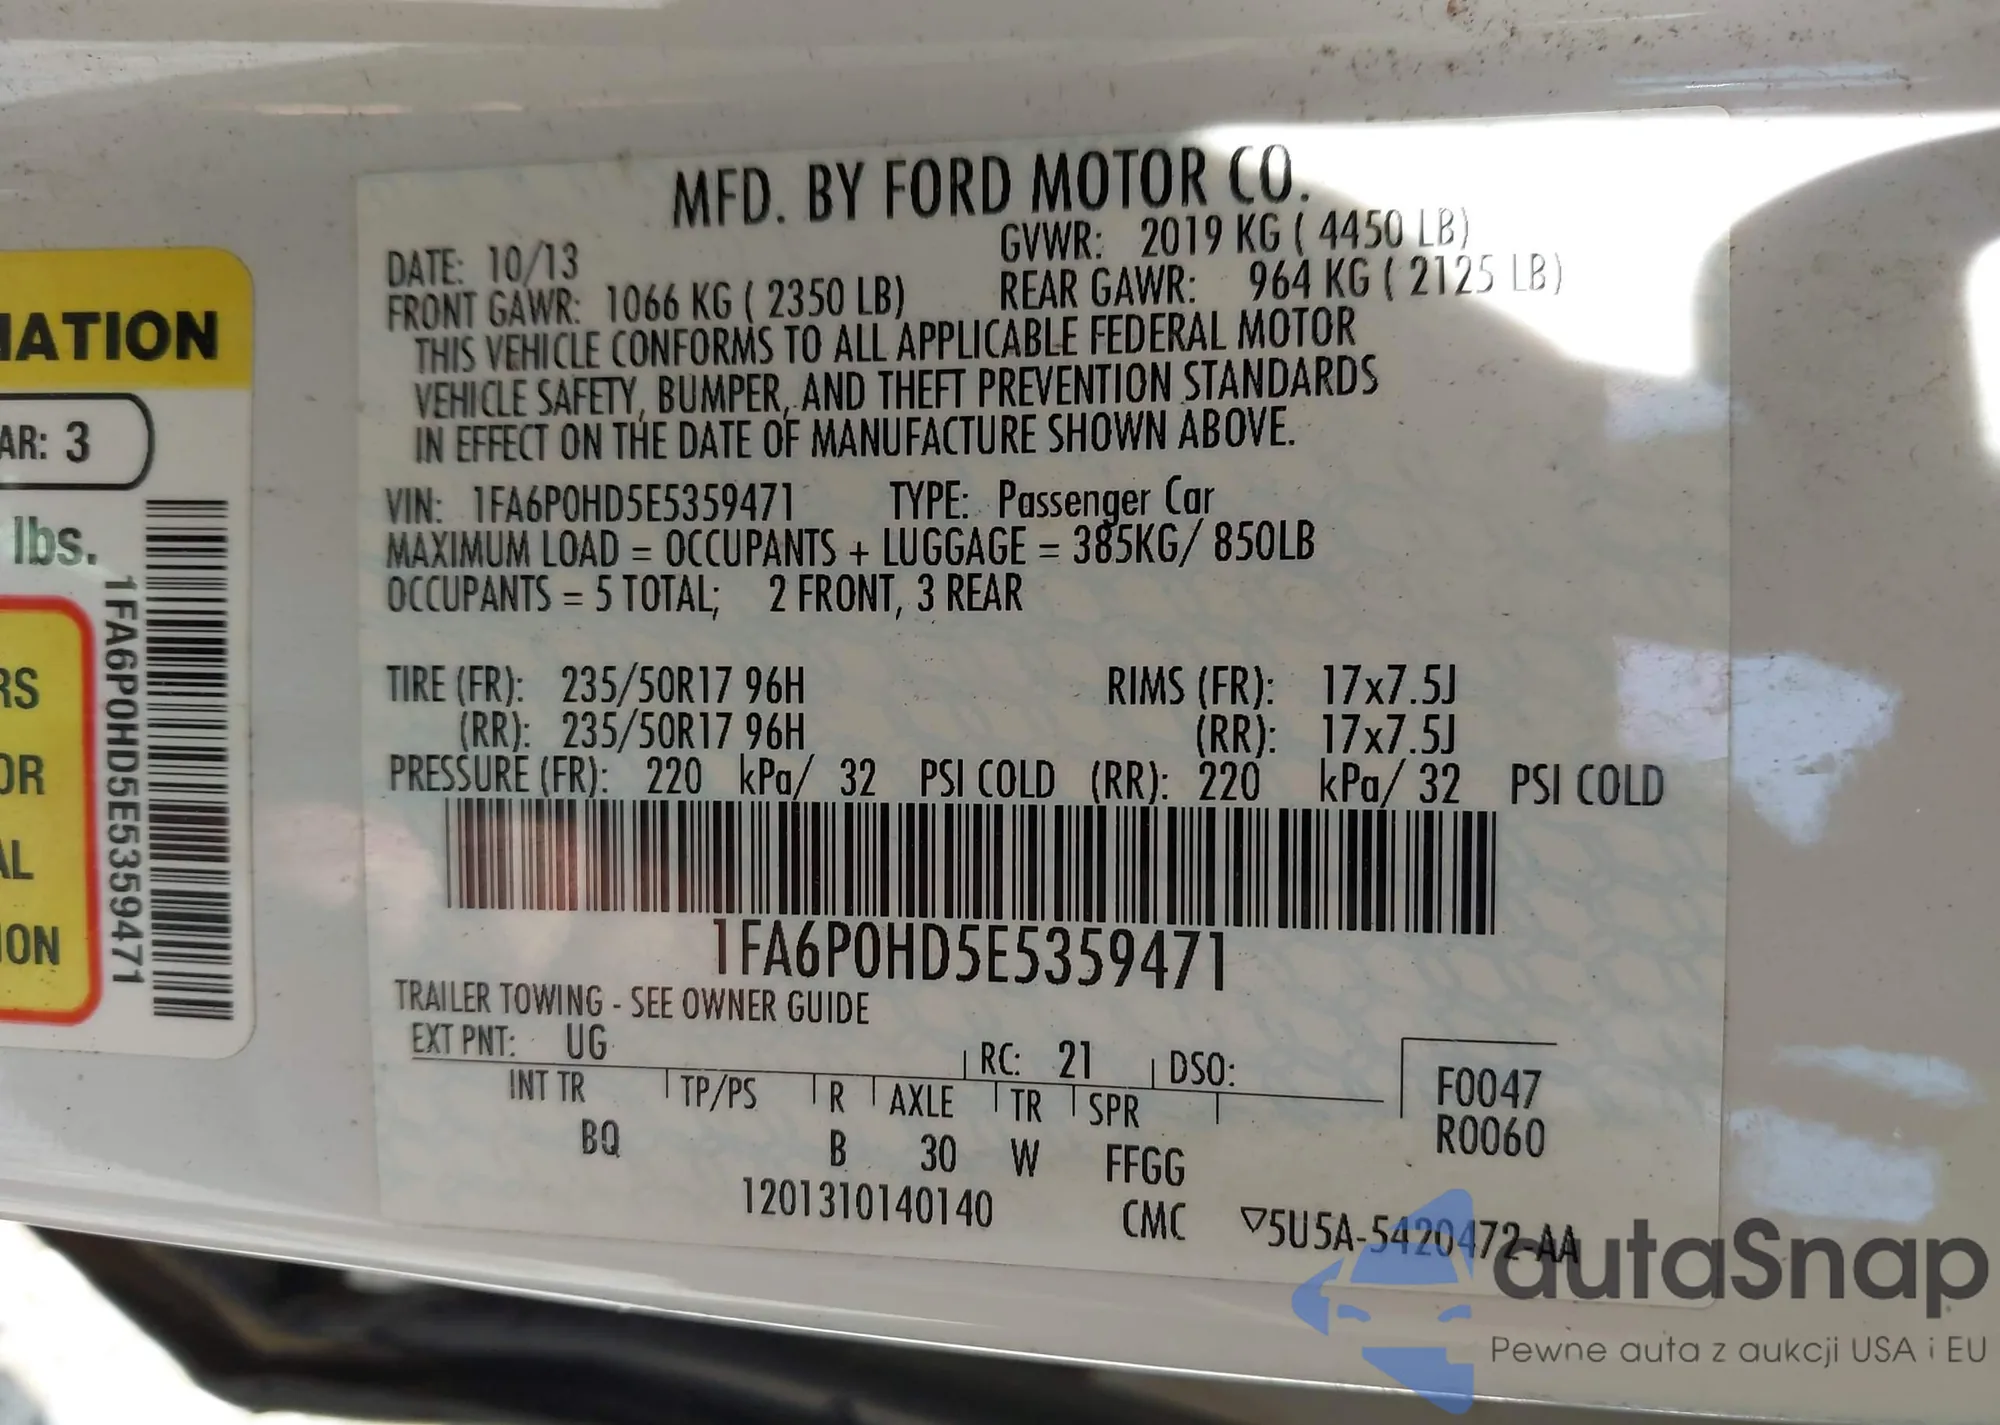 MATION
AR: 3
lbs.
RS
OR
AL
ION
1FA6P0HD5E5359471
MFD. BY FORD MOTOR CO.
DATE: 10/13 GVWR: 2019 KG ( 4450 LB)
FRONT GAWR: 1066 KG ( 2350 LB) REAR GAWR: 964 KG ( 2125 LB)
THIS VEHICLE CONFORMS TO ALL APPLICABLE FEDERAL MOTOR
VEHICLE SAFETY, BUMPER, AND THEFT PREVENTION STANDARDS
IN EFFECT ON THE DATE OF MANUFACTURE SHOWN ABOVE.
VIN: 1FA6P0HD5E5359471 TYPE: Passenger Car
MAXIMUM LOAD = OCCUPANTS + LUGGAGE = 385KG/ 850LB
OCCUPANTS = 5 TOTAL; 2 FRONT, 3 REAR
TIRE (FR): 235/50R17 96H RIMS (FR): 17x7.5J
(RR): 235/50R17 96H (RR): 17x7.5J
PRESSURE (FR): 220 kPa/ 32 PSI COLD (RR): 220 kPa/ 32 PSI COLD
1FA6P0HD5E5359471
TRAILER TOWING - SEE OWNER GUIDE
EXT PNT: UG RC: 21 DSO: F0047
INT TR TP/PS R AXLE TR SPR R0060
BQ B 30 W FFGG
1201310140140 CMC ▽5U5A-5420472-AA
autaSnap
Pewne auta z aukcji USA i EU